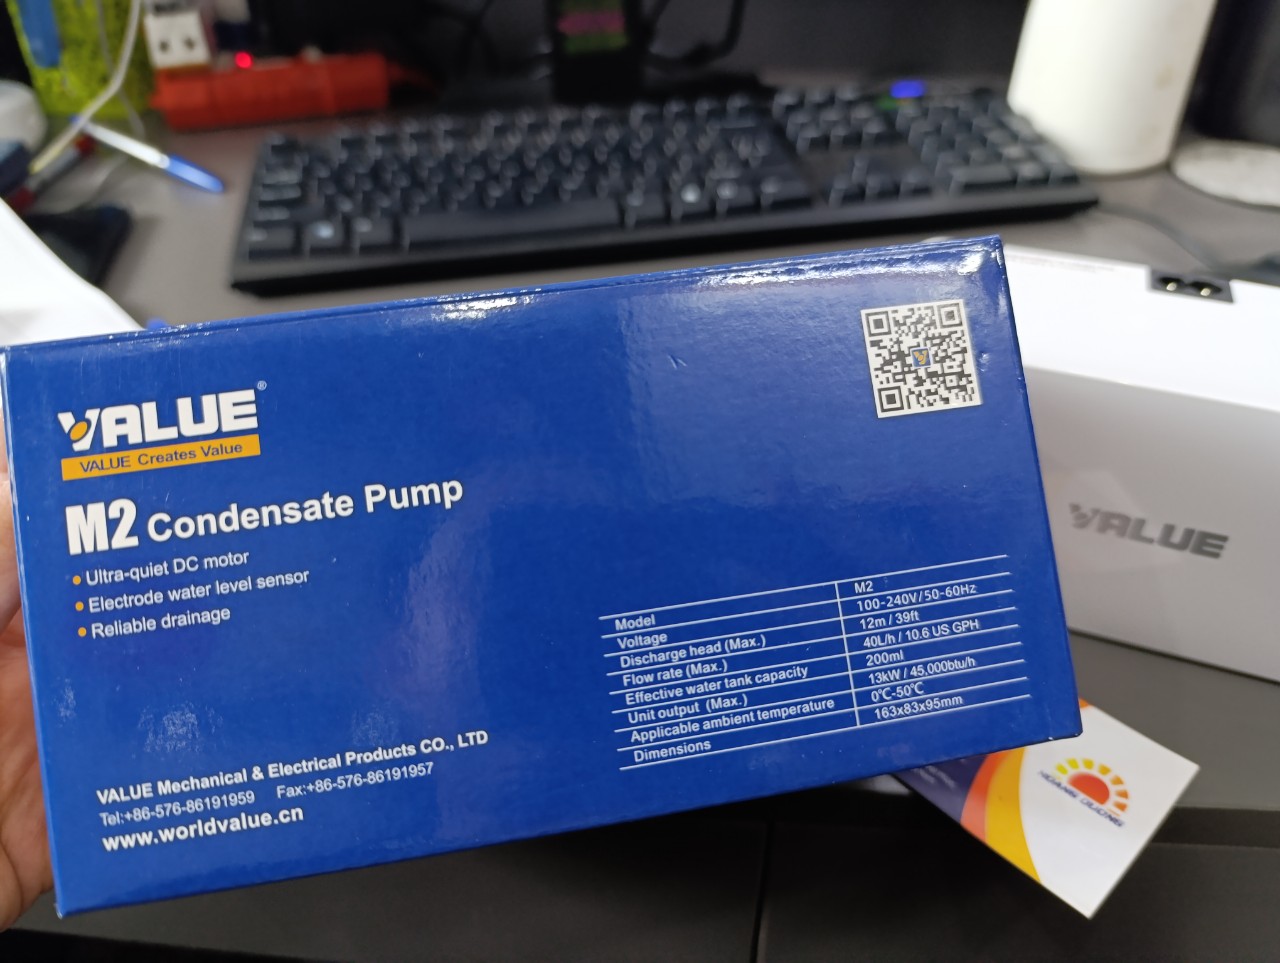 VALUE®
VALUE Creates Value
M2 Condensate Pump
• Ultra-quiet DC motor
• Electrode water level sensor
• Reliable drainage
Model M2
Voltage 100-240V/50-60Hz
Discharge head (Max.) 12m / 39ft
Flow rate (Max.) 40L/h / 10.6 US GPH
Effective water tank capacity 200ml
Unit output (Max.) 13kW / 45,000btu/h
Applicable ambient temperature 0℃-50℃
Dimensions 163x83x95mm
VALUE Mechanical & Electrical Products CO., LTD
Tel:+86-576-86191959 Fax:+86-576-86191957
www.worldvalue.cn
VALUE
HOANG DUONG